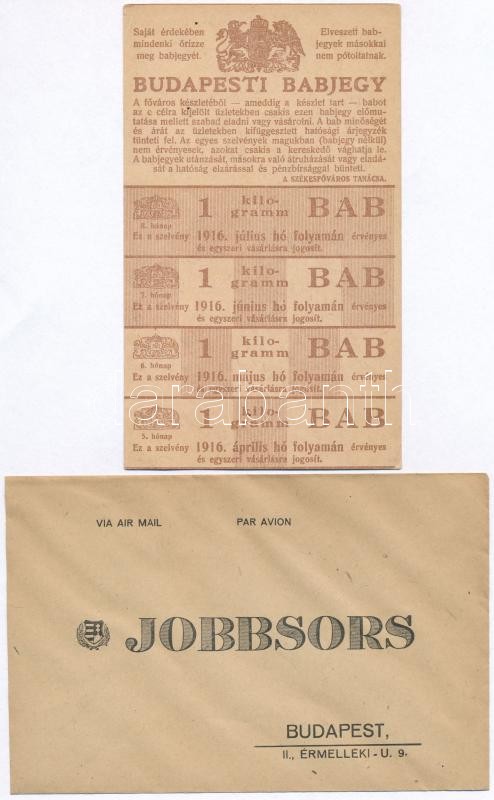 Saját érdekében
mindenki őrizze
meg babjegyét.
Elveszett bab-
jegyek másokkal
nem pótoltatnak.
BUDAPESTI BABJEGY
A főváros készletéből — ameddig a készlet tart — babot
az e célra kijelölt üzletekben csakis ezen babjegy előmu-
tatása mellett szabad eladni vagy vásárolni. A bab minőségét
és árát az üzletekben kifüggesztett hatósági árjegyzék
tünteti fel. Az egyes szelvények magukban (babjegy nélkül)
nem érvényesek, azokat csakis a kereskedő vághatja le.
A babjegyek utánzását, másokra való átruházását vagy eladá-
sát a hatóság elzárással és pénzbírsággal bünteti.
A SZÉKESFŐVÁROS TANÁCSA.
1 kilo-
gramm BAB
8. hónap
Ez a szelvény 1916. július hó folyamán érvényes
és egyszeri vásárlásra jogosít.
1 kilo-
gramm BAB
7. hónap
Ez a szelvény 1916. június hó folyamán érvényes
és egyszeri vásárlásra jogosít.
1 kilo-
gramm BAB
6. hónap
Ez a szelvény 1916. május hó folyamán érvényes
és egyszeri vásárlásra jogosít.
1 kilo-
gramm BAB
5. hónap
Ez a szelvény 1916. április hó folyamán érvényes
és egyszeri vásárlásra jogosít.
arabanth
VIA AIR MAIL PAR AVION
JOBBSORS
BUDAPEST,
II., ÉRMELLÉKI - U. 9.